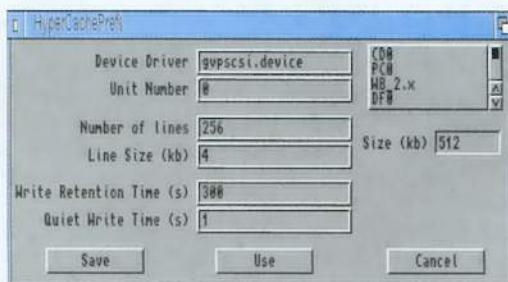 HyperCachePrefs
Device Driver gvpscsi.device
Unit Number 0
Number of lines 256
Line Size (kb) 4
Write Retention Time (s) 300
Quiet Write Time (s) 1
CD0
PC0
WB_2.x
DF0
Size (kb) 512
Save
Use
Cancel